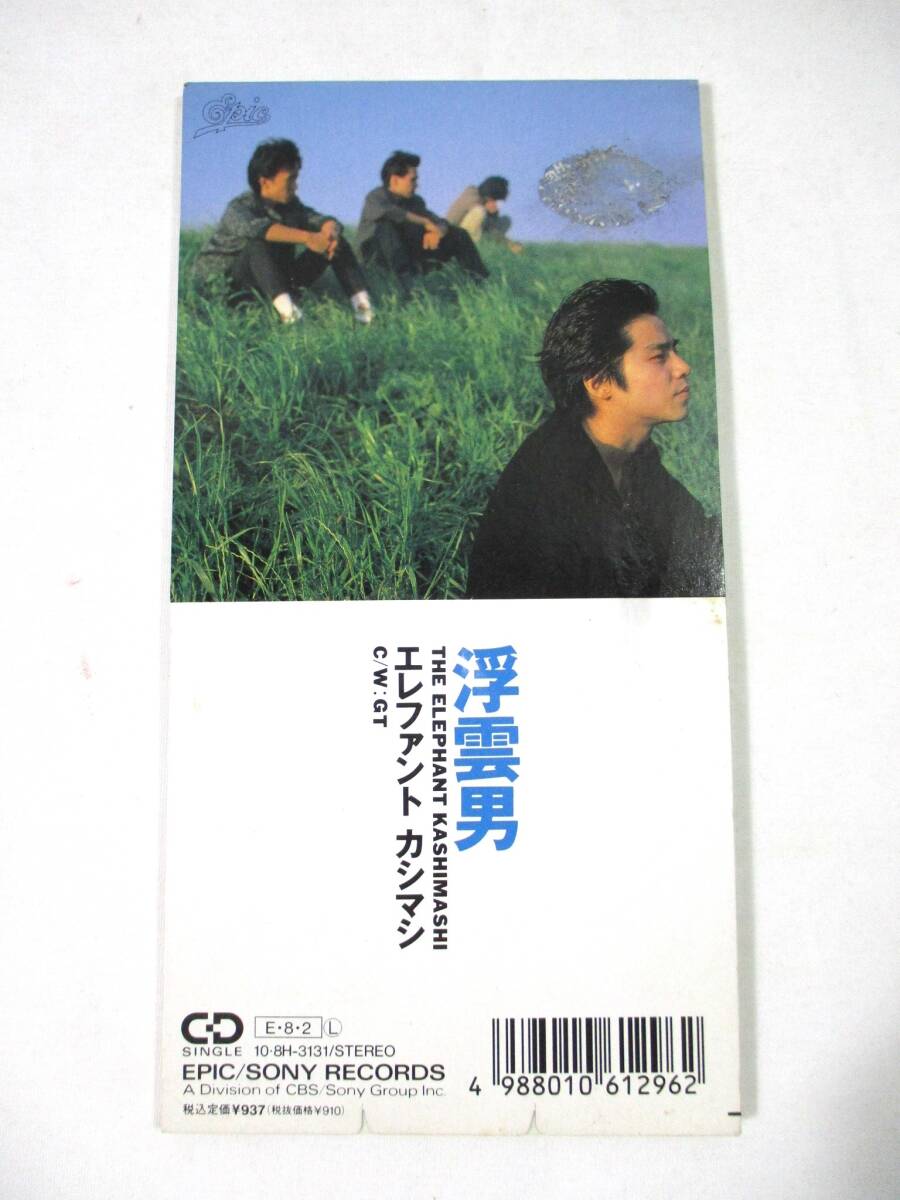 Epic
浮雲男
THE ELEPHANT KASHIMASHI
エレファント カシマシ
C/W:GT
CD
SINGLE
E・8・2 Ⓛ
10・8H-3131/STEREO
EPIC/SONY RECORDS
A Division of CBS/Sony Group Inc.
税込定価¥937(税抜価格¥910)
4 988010 612962